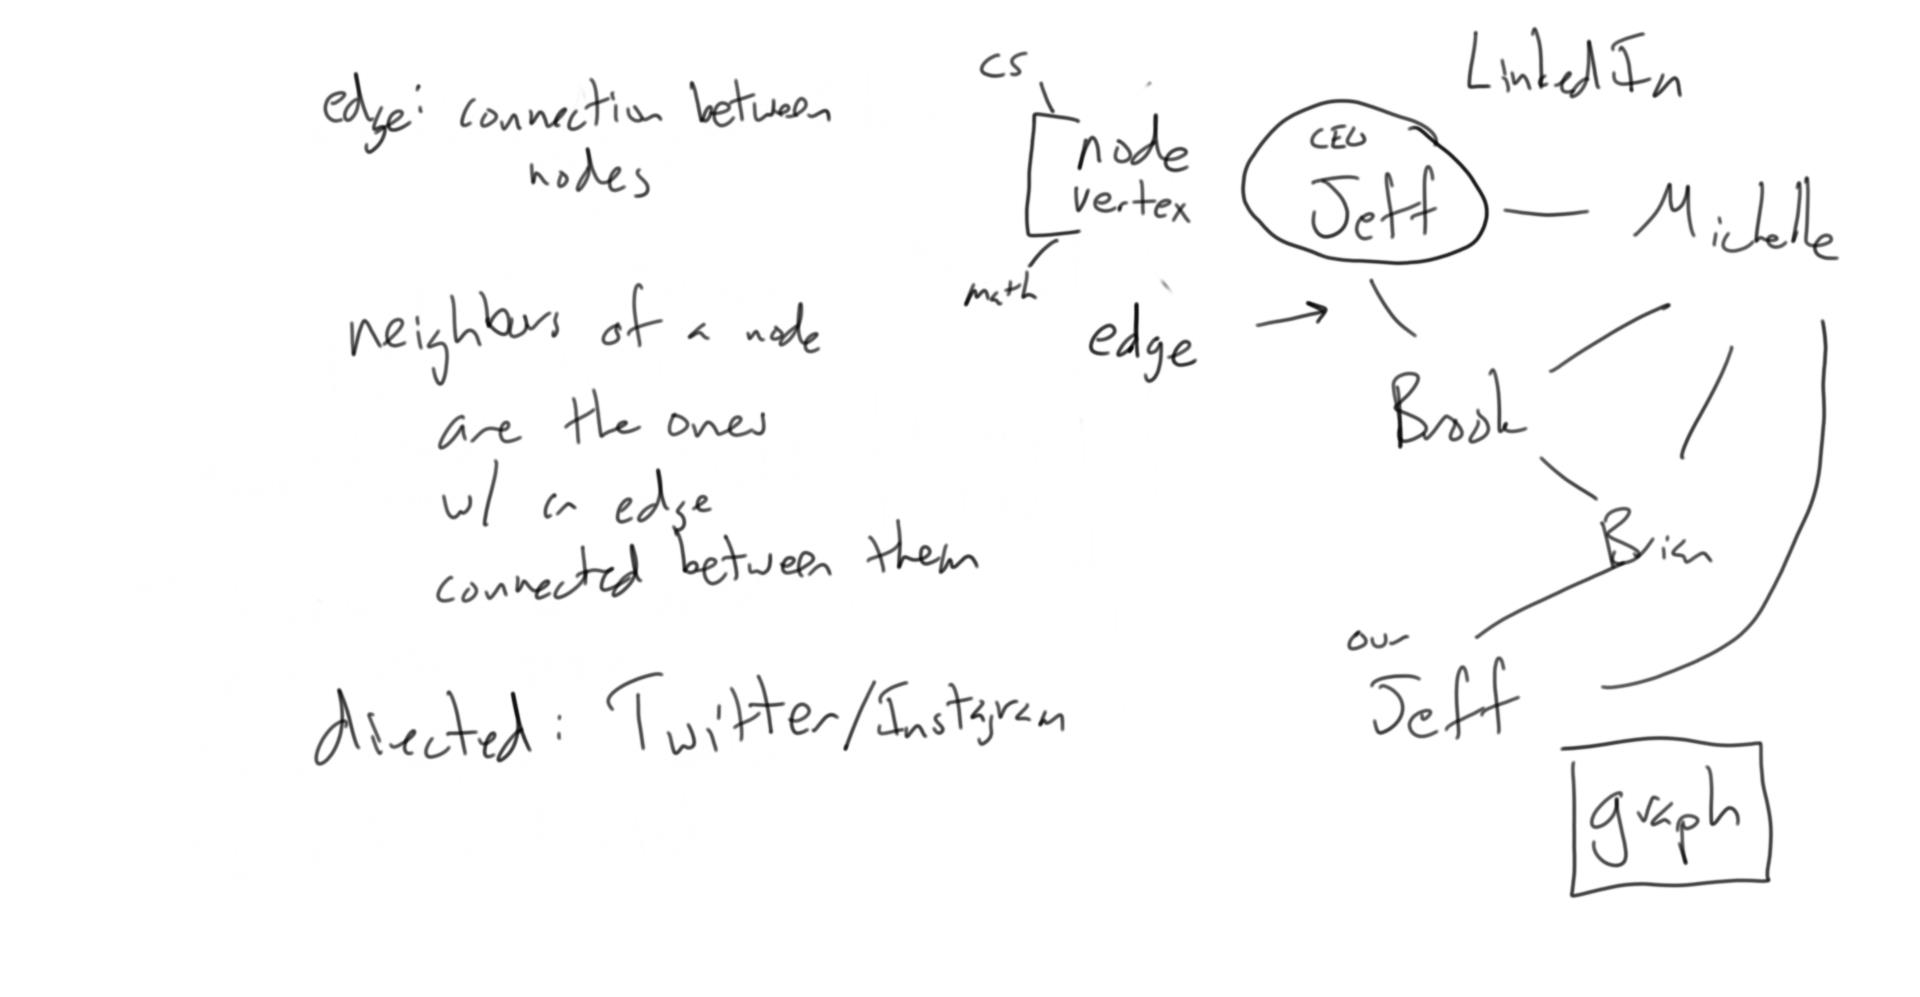 edge: connection between
nodes
neighbors of a node
are the ones
w/ an edge
connected between them
directed: Twitter/Instagram
CS
node
vertex
math
edge
LinkedIn
CEO
Jeff
Michelle
Brook
Brian
our
Jeff
graph